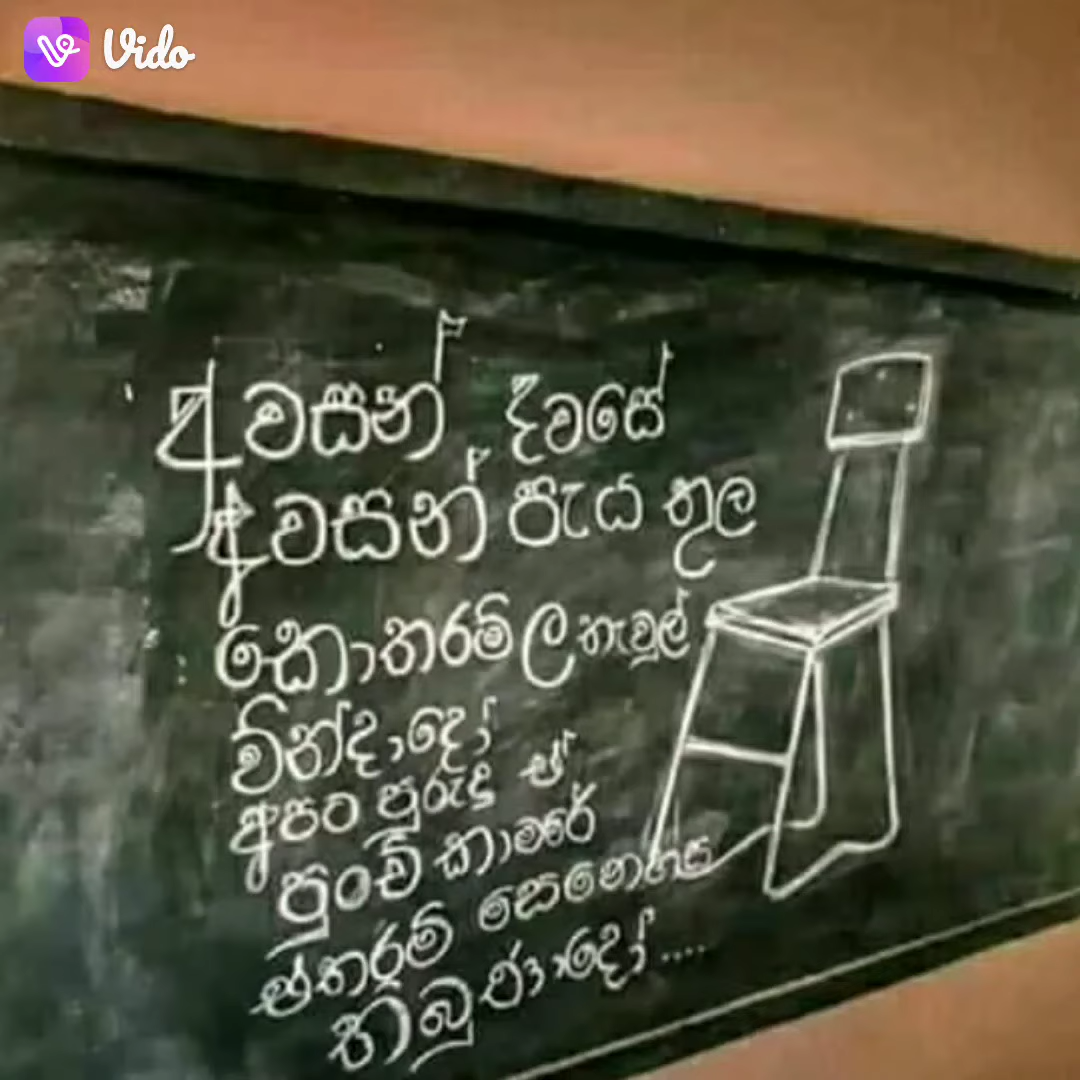 Vido
අවසන් දිවසේ
අවසන් පැය තුල
කොතරම් ල තැවුල්
වින්දාදෝ
අපට පුරුදු ඒ
පුංචි කාමරේ
එතරම් සෙනෙහස
තිබුණාදෝ....